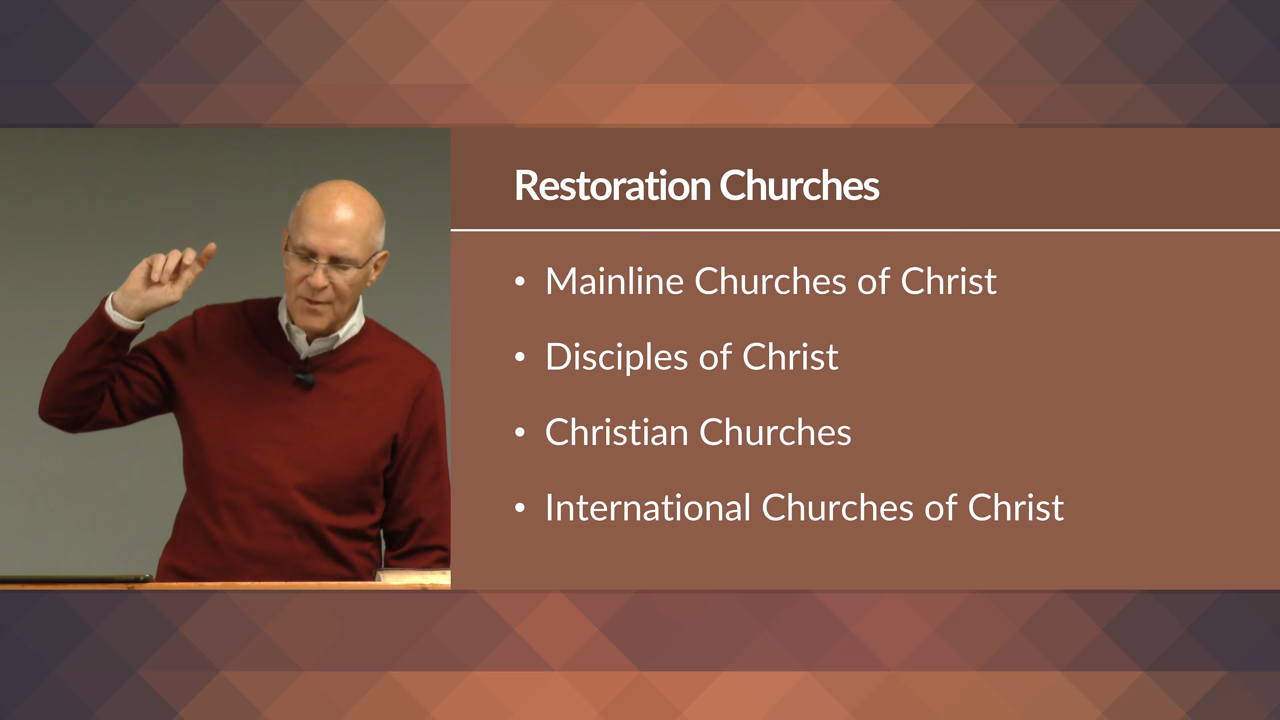 Restoration Churches
• Mainline Churches of Christ
• Disciples of Christ
• Christian Churches
• International Churches of Christ